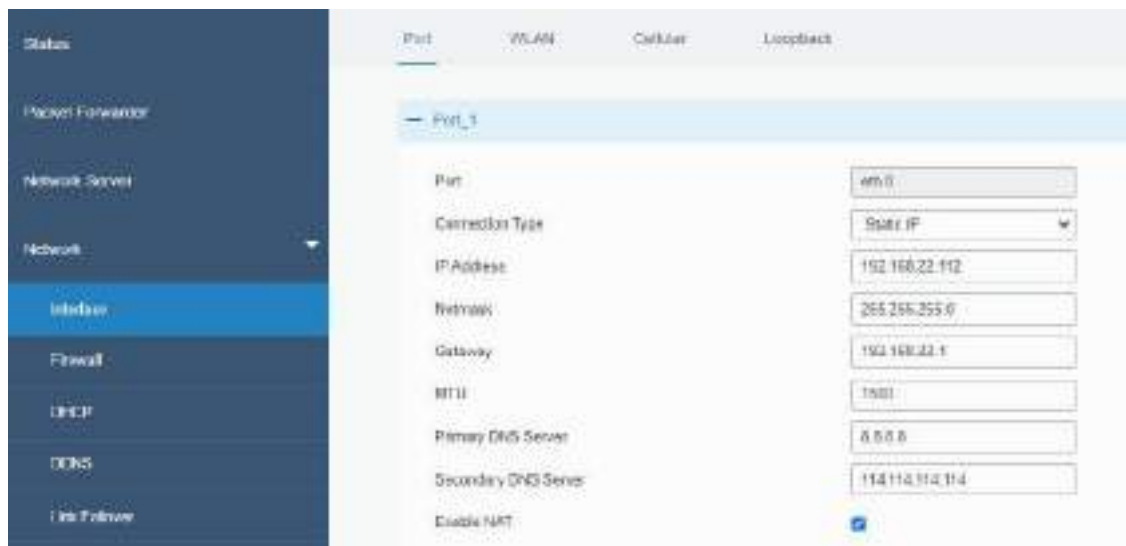 Status
Port WLAN Cellular Loopback
Packet Forwarder
— Port_1
Network Server
Port eth 0
Connection Type Static IP
Network
IP Address 192.168.22.112
Interface
Netmask 255.255.255.0
Gateway 192.168.22.1
Firewall
MTU 1500
DHCP
Primary DNS Server 8.8.8.8
DDNS
Secondary DNS Server 114.114.114.114
Link Failover
Enable NAT